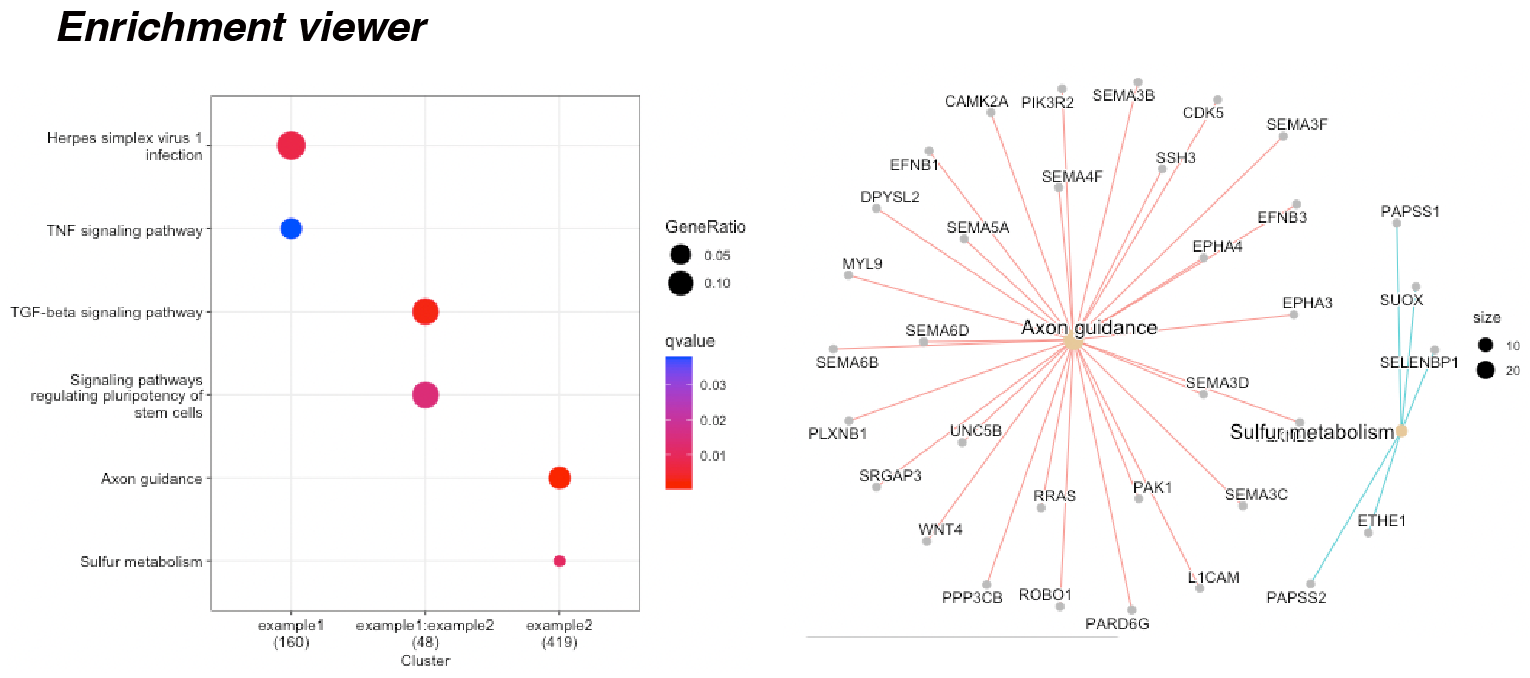 Enrichment viewer
Herpes simplex virus 1
infection
TNF signaling pathway
TGF-beta signaling pathway
Signaling pathways
regulating pluripotency of
stem cells
Axon guidance
Sulfur metabolism
example1
(160)
example1:example2
(48)
example2
(419)
Cluster
GeneRatio
0.05
0.10
qvalue
0.03
0.02
0.01
CAMK2A
PIK3R2
SEMA3B
CDK5
SEMA3F
EFNB1
SSH3
SEMA4F
DPYSL2
EFNB3
PAPSS1
SEMA5A
EPHA4
MYL9
EPHA3
SUOX
Axon guidance
SEMA6D
SEMA6B
SELENBP1
SEMA3D
PLXNB1
UNC5B
Sulfur metabolism
SRGAP3
RRAS
PAK1
SEMA3C
WNT4
ETHE1
PPP3CB
ROBO1
L1CAM
PAPSS2
PARD6G
size
10
20